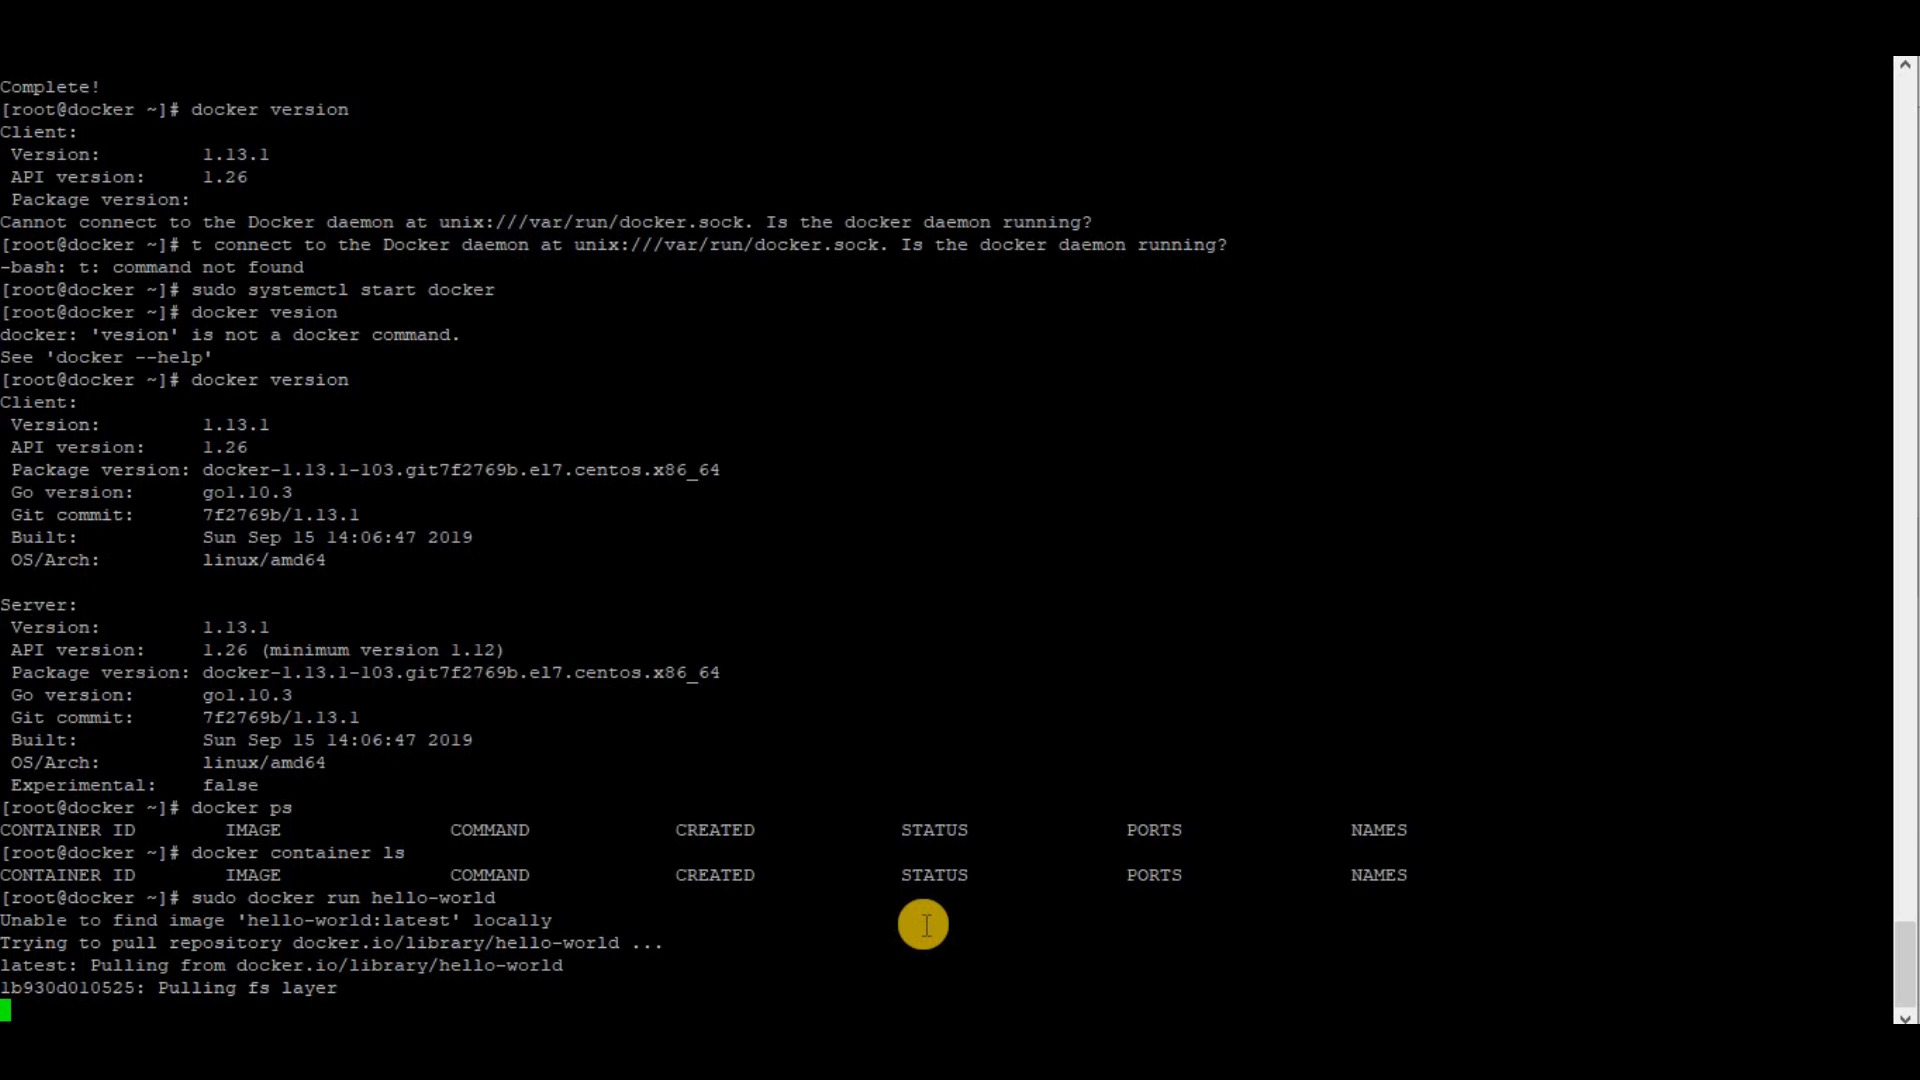 Complete!
[root@docker ~]# docker version
Client:
 Version:         1.13.1
 API version:     1.26
 Package version:
Cannot connect to the Docker daemon at unix:///var/run/docker.sock. Is the docker daemon running?
[root@docker ~]# t connect to the Docker daemon at unix:///var/run/docker.sock. Is the docker daemon running?
-bash: t: command not found
[root@docker ~]# sudo systemctl start docker
[root@docker ~]# docker vesion
docker: 'vesion' is not a docker command.
See 'docker --help'
[root@docker ~]# docker version
Client:
 Version:         1.13.1
 API version:     1.26
 Package version: docker-1.13.1-103.git7f2769b.el7.centos.x86_64
 Go version:      go1.10.3
 Git commit:      7f2769b/1.13.1
 Built:           Sun Sep 15 14:06:47 2019
 OS/Arch:         linux/amd64

Server:
 Version:         1.13.1
 API version:     1.26 (minimum version 1.12)
 Package version: docker-1.13.1-103.git7f2769b.el7.centos.x86_64
 Go version:      go1.10.3
 Git commit:      7f2769b/1.13.1
 Built:           Sun Sep 15 14:06:47 2019
 OS/Arch:         linux/amd64
 Experimental:    false
[root@docker ~]# docker ps
CONTAINER ID        IMAGE               COMMAND             CREATED             STATUS              PORTS               NAMES
[root@docker ~]# docker container ls
CONTAINER ID        IMAGE               COMMAND             CREATED             STATUS              PORTS               NAMES
[root@docker ~]# sudo docker run hello-world
Unable to find image 'hello-world:latest' locally
Trying to pull repository docker.io/library/hello-world ...
latest: Pulling from docker.io/library/hello-world
1b930d010525: Pulling fs layer